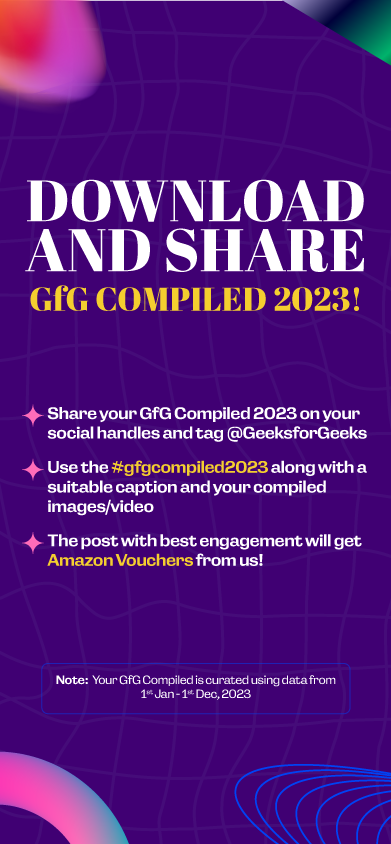 DOWNLOAD
AND SHARE
GfG COMPILED 2023!
Share your GfG Compiled 2023 on your
social handles and tag @GeeksforGeeks
Use the #gfgcompiled2023 along with a
suitable caption and your compiled
images/video
The post with best engagement will get
Amazon Vouchers from us!
Note: Your GfG Compiled is curated using data from
1st Jan - 1st Dec, 2023